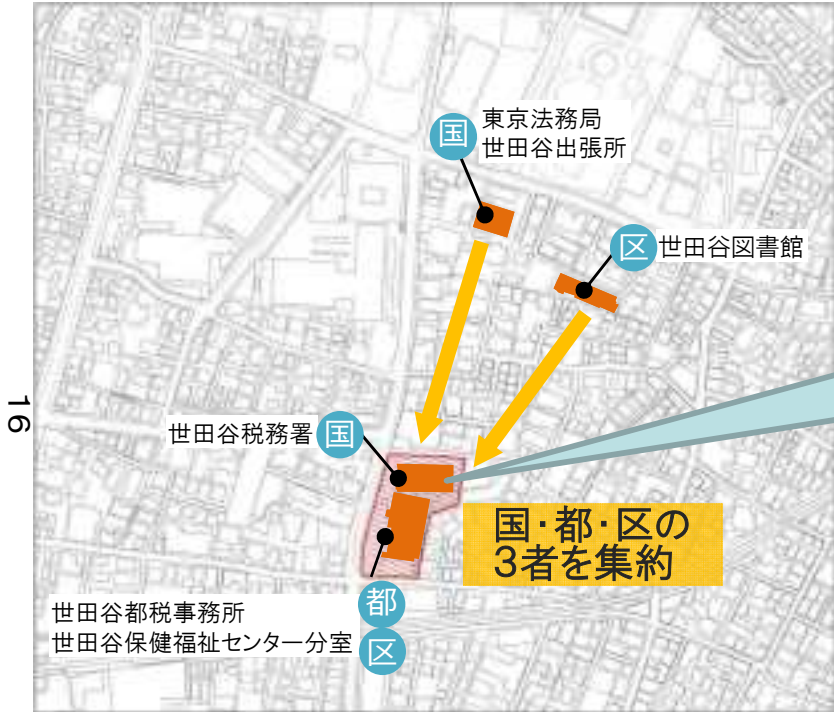 国
東京法務局
世田谷出張所
区
世田谷図書館
世田谷税務署
国
国・都・区の
3者を集約
世田谷都税事務所
世田谷保健福祉センター分室
都
区
16